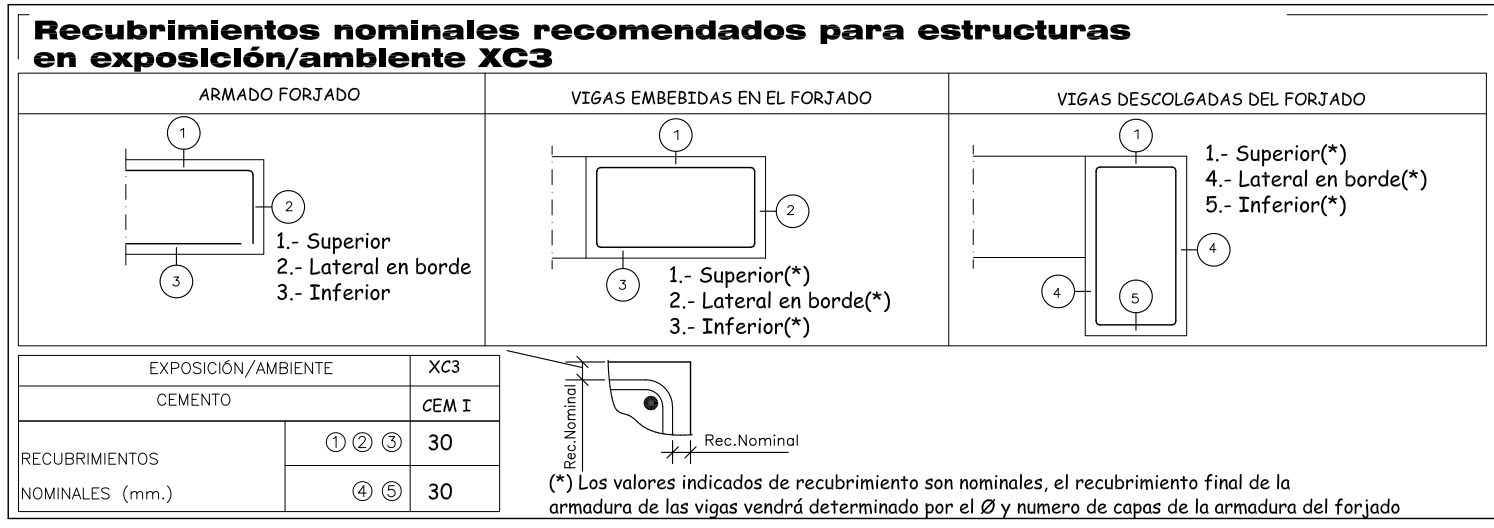 Recubrimientos nominales recomendados para estructuras
en exposición/ambiente XC3
ARMADO FORJADO
1
2
3
1.- Superior
2.- Lateral en borde
3.- Inferior
VIGAS EMBEBIDAS EN EL FORJADO
1
2
3
1.- Superior(*)
2.- Lateral en borde(*)
3.- Inferior(*)
VIGAS DESCOLGADAS DEL FORJADO
1
4
4
5
1.- Superior(*)
4.- Lateral en borde(*)
5.- Inferior(*)
EXPOSICIÓN/AMBIENTE XC3
CEMENTO CEM I
RECUBRIMIENTOS
NOMINALES (mm.)
1 2 3 30
4 5 30
Rec.Nominal
Rec.Nominal
(*) Los valores indicados de recubrimiento son nominales, el recubrimiento final de la
armadura de las vigas vendrá determinado por el Ø y numero de capas de la armadura del forjado